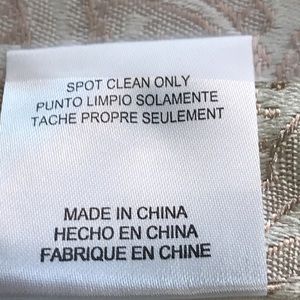 SPOT CLEAN ONLY
PUNTO LIMPIO SOLAMENTE
TACHE PROPRE SEULEMENT
MADE IN CHINA
HECHO EN CHINA
FABRIQUE EN CHINE